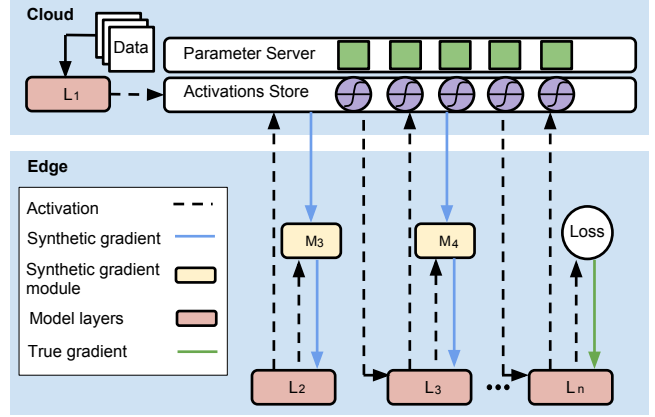 Cloud
Data
Parameter Server
L1
Activations Store
Edge
Activation
Synthetic gradient
Synthetic gradient
module
Model layers
True gradient
M3
M4
Loss
L2
L3
•••
Ln